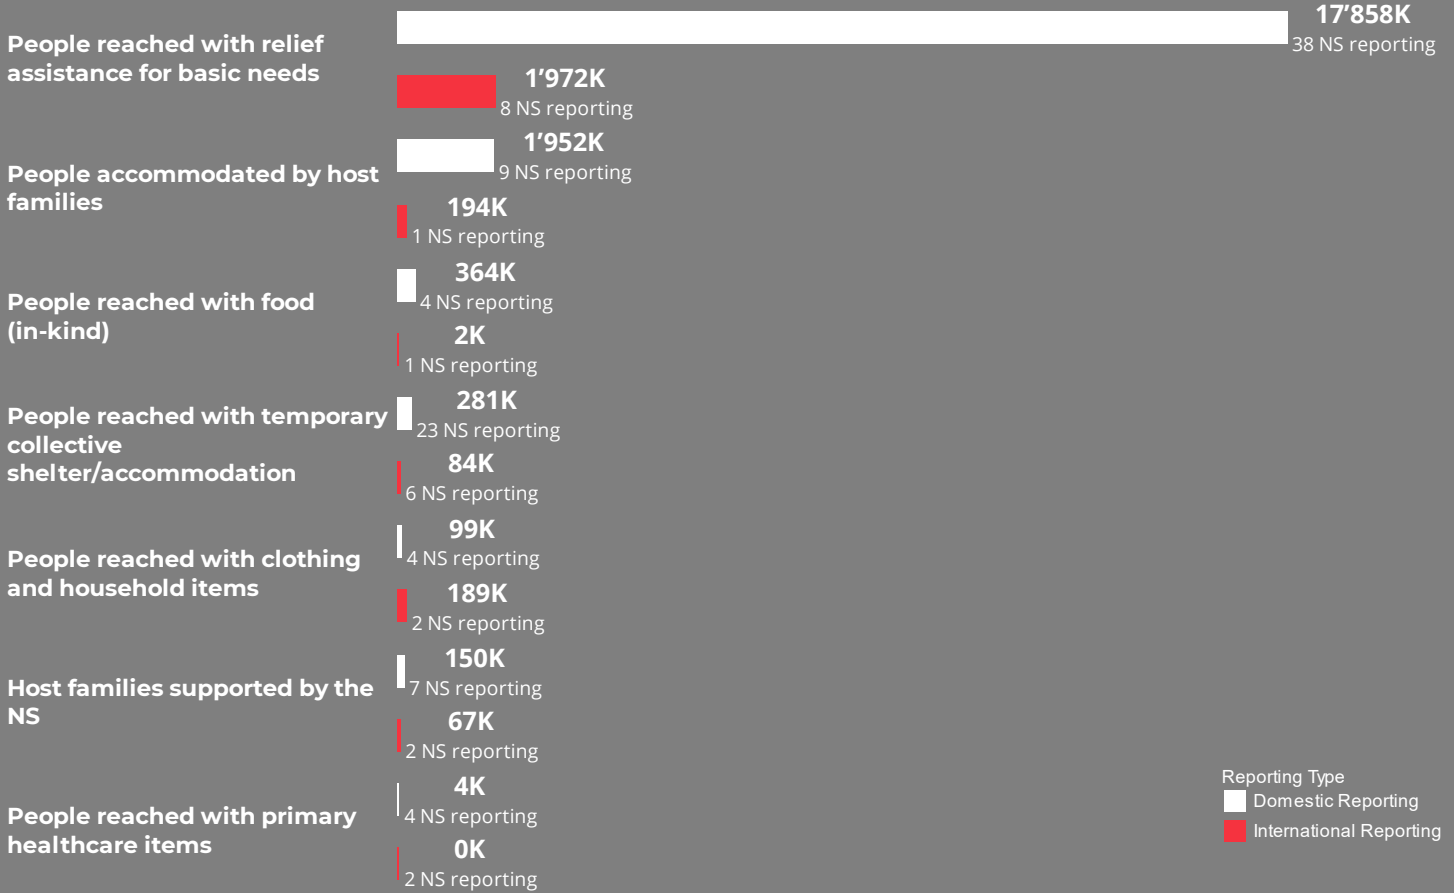 People reached with relief
assistance for basic needs
17’858K
38 NS reporting
1’972K
8 NS reporting
People accommodated by host
families
1’952K
9 NS reporting
194K
1 NS reporting
People reached with food
(in-kind)
364K
4 NS reporting
2K
1 NS reporting
People reached with temporary
collective
shelter/accommodation
281K
23 NS reporting
84K
6 NS reporting
People reached with clothing
and household items
99K
4 NS reporting
189K
2 NS reporting
Host families supported by the
NS
150K
7 NS reporting
67K
2 NS reporting
People reached with primary
healthcare items
4K
4 NS reporting
0K
2 NS reporting
Reporting Type
Domestic Reporting
International Reporting